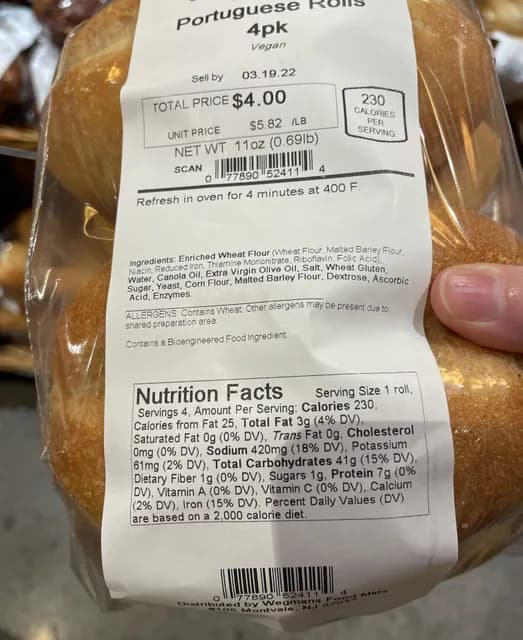 Portuguese Rolls
4pk
Vegan
Sell by 03.19.22
TOTAL PRICE $4.00
UNIT PRICE $5.82 /LB
230
CALORIES
PER
SERVING
NET WT 11oz (0.69lb)
SCAN
0 77890 52411 4
Refresh in oven for 4 minutes at 400 F.
Ingredients: Enriched Wheat Flour (Wheat Flour, Malted Barley Flour,
Niacin, Reduced Iron, Thiamine Mononitrate, Riboflavin, Folic Acid),
Water, Canola Oil, Extra Virgin Olive Oil, Salt, Wheat Gluten,
Sugar, Yeast, Corn Flour, Malted Barley Flour, Dextrose, Ascorbic
Acid, Enzymes.
ALLERGENS: Contains Wheat. Other allergens may be present due to
shared preparation area.
Contains a Bioengineered Food Ingredient.
Nutrition Facts Serving Size 1 roll,
Servings 4, Amount Per Serving: Calories 230,
Calories from Fat 25, Total Fat 3g (4% DV),
Saturated Fat 0g (0% DV), Trans Fat 0g, Cholesterol
0mg (0% DV), Sodium 420mg (18% DV), Potassium
61mg (2% DV), Total Carbohydrates 41g (15% DV),
Dietary Fiber 1g (0% DV), Sugars 1g, Protein 7g (0%
DV), Vitamin A (0% DV), Vitamin C (0% DV), Calcium
(2% DV), Iron (15% DV). Percent Daily Values (DV)
are based on a 2,000 calorie diet.
0 77890 52411 4
Distributed by Wegmans Food Mkts
Montvale, NJ